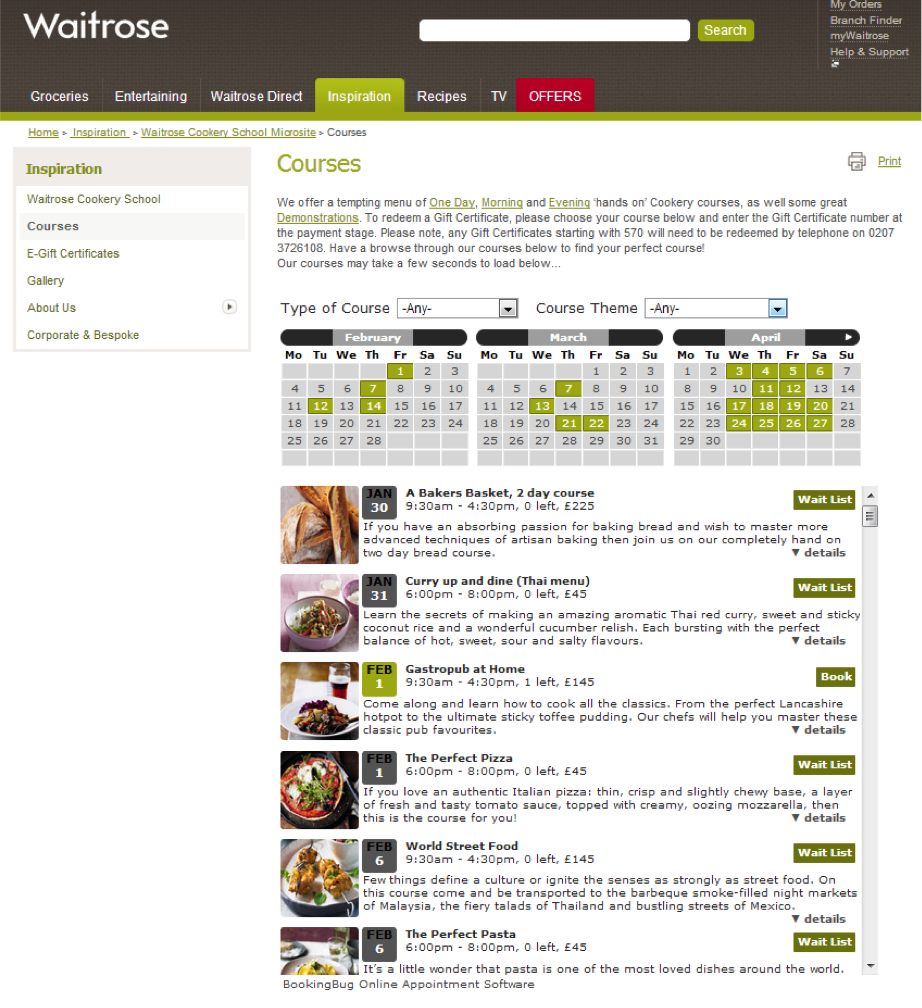 Waitrose
Search
My Orders
Branch Finder
myWaitrose
Help & Support
Groceries Entertaining Waitrose Direct Inspiration Recipes TV OFFERS
Home » Inspiration » Waitrose Cookery School Microsite » Courses
Inspiration
Waitrose Cookery School
Courses
E-Gift Certificates
Gallery
About Us
Corporate & Bespoke
Courses
Print
We offer a tempting menu of One Day, Morning and Evening ‘hands on’ Cookery courses, as well some great
Demonstrations. To redeem a Gift Certificate, please choose your course below and enter the Gift Certificate number at
the payment stage. Please note, any Gift Certificates starting with 570 will need to be redeemed by telephone on 0207
3726108. Have a browse through our courses below to find your perfect course!
Our courses may take a few seconds to load below...
Type of Course -Any- Course Theme -Any-
February
Mo Tu We Th Fr Sa Su
1 2 3
4 5 6 7 8 9 10
11 12 13 14 15 16 17
18 19 20 21 22 23 24
25 26 27 28
March
Mo Tu We Th Fr Sa Su
1 2 3
4 5 6 7 8 9 10
11 12 13 14 15 16 17
18 19 20 21 22 23 24
25 26 27 28 29 30 31
April
Mo Tu We Th Fr Sa Su
1 2 3 4 5 6 7
8 9 10 11 12 13 14
15 16 17 18 19 20 21
22 23 24 25 26 27 28
29 30
JAN
30
A Bakers Basket, 2 day course
9:30am - 4:30pm, 0 left, £225
Wait List
If you have an absorbing passion for baking bread and wish to master more
advanced techniques of artisan baking then join us on our completely hand on
two day bread course.
▼ details
JAN
31
Curry up and dine (Thai menu)
6:00pm - 8:00pm, 0 left, £45
Wait List
Learn the secrets of making an amazing aromatic Thai red curry, sweet and sticky
coconut rice and a wonderful cucumber relish. Each bursting with the perfect
balance of hot, sweet, sour and salty flavours.
▼ details
FEB
1
Gastropub at Home
9:30am - 4:30pm, 1 left, £145
Book
Come along and learn how to cook all the classics. From the perfect Lancashire
hotpot to the ultimate sticky toffee pudding. Our chefs will help you master these
classic pub favourites.
▼ details
FEB
1
The Perfect Pizza
6:00pm - 8:00pm, 0 left, £45
Wait List
If you love an authentic Italian pizza: thin, crisp and slightly chewy base, a layer
of fresh and tasty tomato sauce, topped with creamy, oozing mozzarella, then
this is the course for you!
▼ details
FEB
6
World Street Food
9:30am - 4:30pm, 0 left, £145
Wait List
Few things define a culture or ignite the senses as strongly as street food. On
this course come and be transported to the barbeque smoke-filled night markets
of Malaysia, the fiery talads of Thailand and bustling streets of Mexico.
▼ details
FEB
6
The Perfect Pasta
6:00pm - 8:00pm, 0 left, £45
Wait List
It’s a little wonder that pasta is one of the most loved dishes around the world.
BookingBug Online Appointment Software